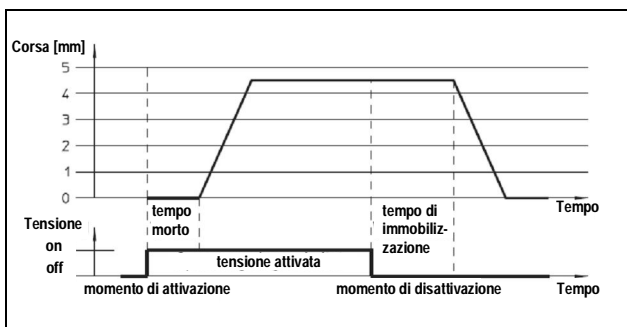 Corsa [mm]
5
4
3
2
1
0
tempo
morto
tempo di
immobiliz-
zazione
Tempo
Tensione
on
off
tensione attivata
momento di attivazione
momento di disattivazione
Tempo